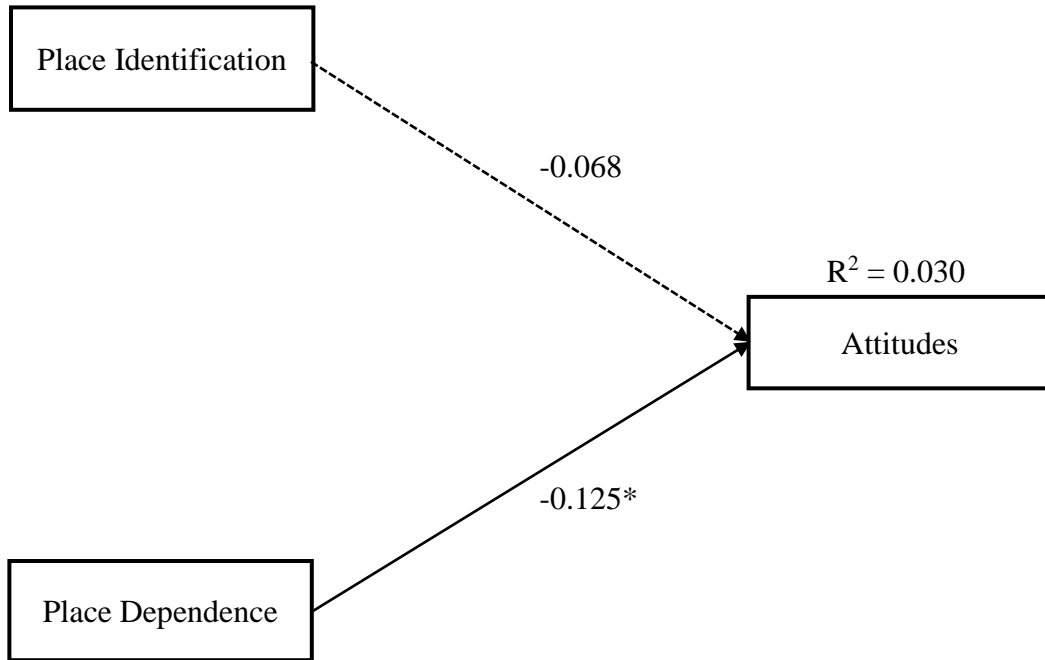 Place Identification
-0.068
R² = 0.030
Attitudes
-0.125*
Place Dependence